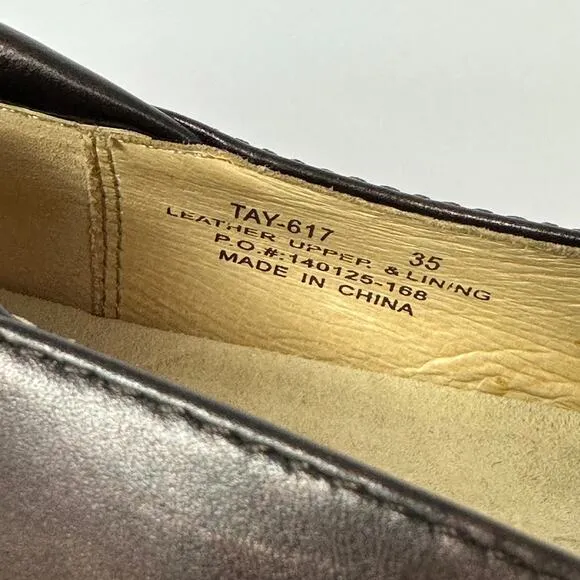 TAY-617 35
LEATHER UPPER. & LINING
P.O.#:140125-168
MADE IN CHINA